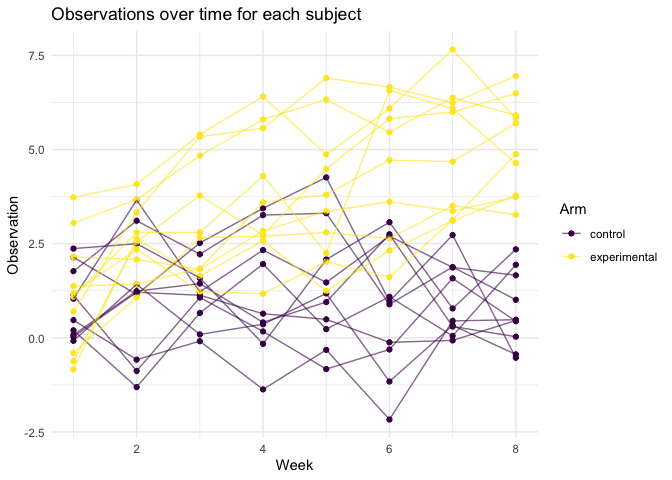 Observations over time for each subject
7.5
5.0
2.5
0.0
-2.5
Observation
2
4
6
8
Week
Arm
control
experimental